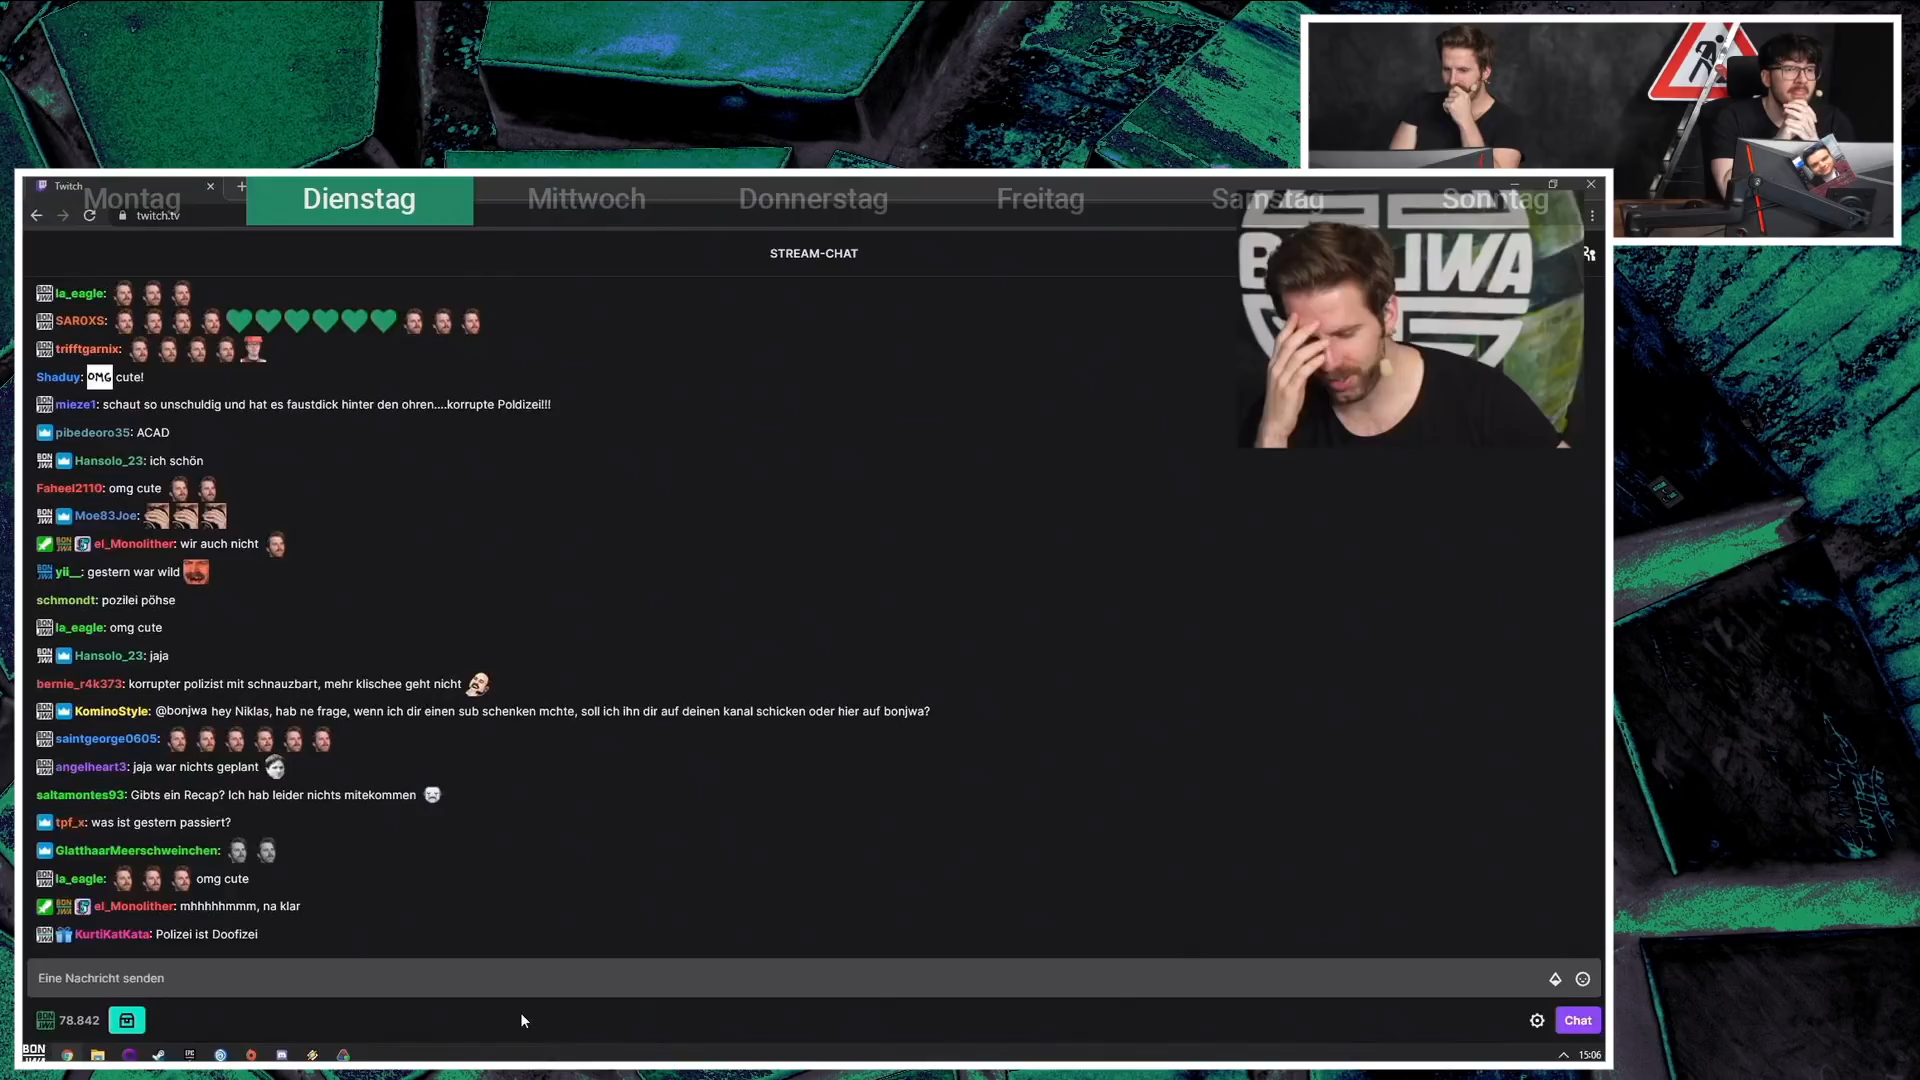 Twitch
Montag
Dienstag
Mittwoch
Donnerstag
Freitag
Samstag
Sonntag
twitch.tv
STREAM-CHAT
la_eagle:
SAR0XS:
trifftgarnix:
Shaduy: OMG cute!
mieze1: schaut so unschuldig und hat es faustdick hinter den ohren....korrupte Poldizei!!!
pibedeoro35: ACAD
Hansolo_23: ich schön
Faheel2110: omg cute
Moe83Joe:
el_Monolither: wir auch nicht
yii__: gestern war wild
schmondt: pozilei pöhse
la_eagle: omg cute
Hansolo_23: jaja
bernie_r4k373: korrupter polizist mit schnauzbart, mehr klischee geht nicht
KominoStyle: @bonjwa hey Niklas, hab ne frage, wenn ich dir einen sub schenken mchte, soll ich ihn dir auf deinen kanal schicken oder hier auf bonjwa?
saintgeorge0605:
angelheart3: jaja war nichts geplant
saltamontes93: Gibts ein Recap? Ich hab leider nichts mitekommen
tpf_x: was ist gestern passiert?
GlatthaarMeerschweinchen:
la_eagle: omg cute
el_Monolither: mhhhhhmmm, na klar
KurtiKatKata: Polizei ist Doofizei
Eine Nachricht senden
78.842
Chat
BON
15:06